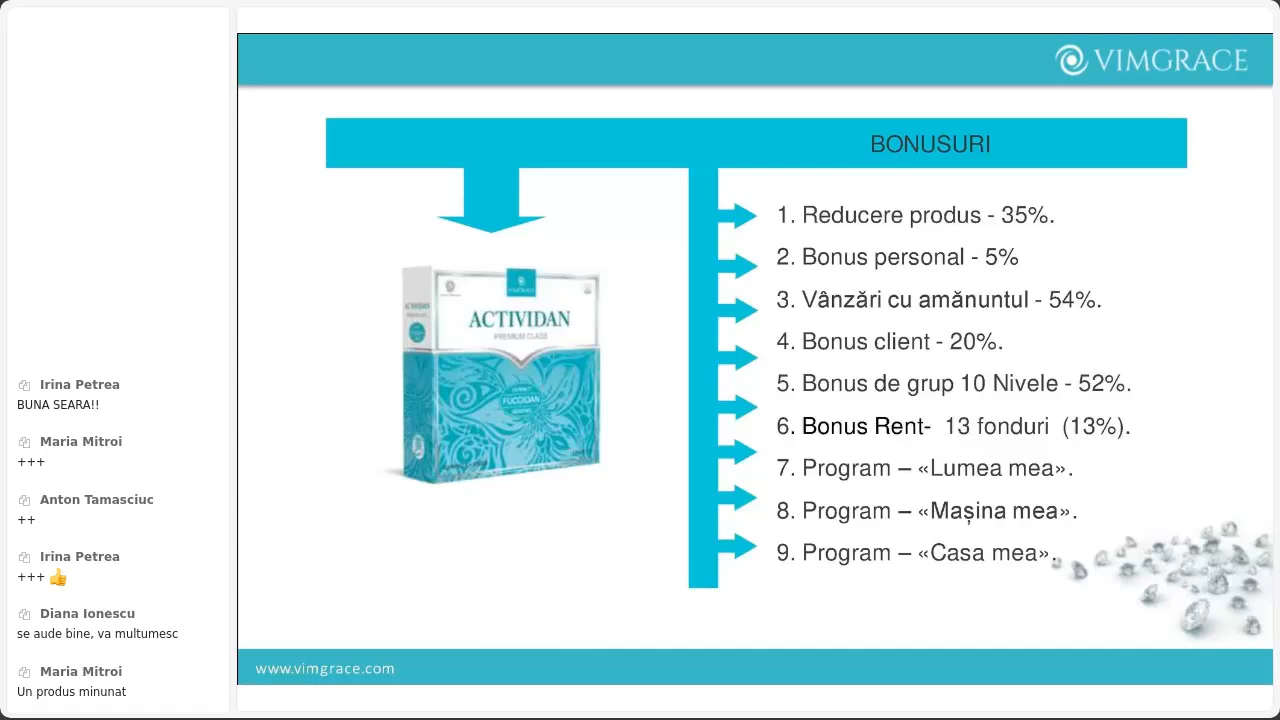 Irina Petrea
BUNA SEARA!!
Maria Mitroi
+++
Anton Tamasciuc
++
Irina Petrea
+++ 👍
Diana Ionescu
se aude bine, va multumesc
Maria Mitroi
Un produs minunat
VIMGRACE
BONUSURI
1. Reducere produs - 35%.
2. Bonus personal - 5%
3. Vânzări cu amănuntul - 54%.
4. Bonus client - 20%.
5. Bonus de grup 10 Nivele - 52%.
6. Bonus Rent-  13 fonduri  (13%).
7. Program – «Lumea mea».
8. Program – «Mașina mea».
9. Program – «Casa mea».
VIMGRACE
ACTIVIDAN
PREMIUM CLASS
ACTIVIDAN
FUCOIDAN
www.vimgrace.com